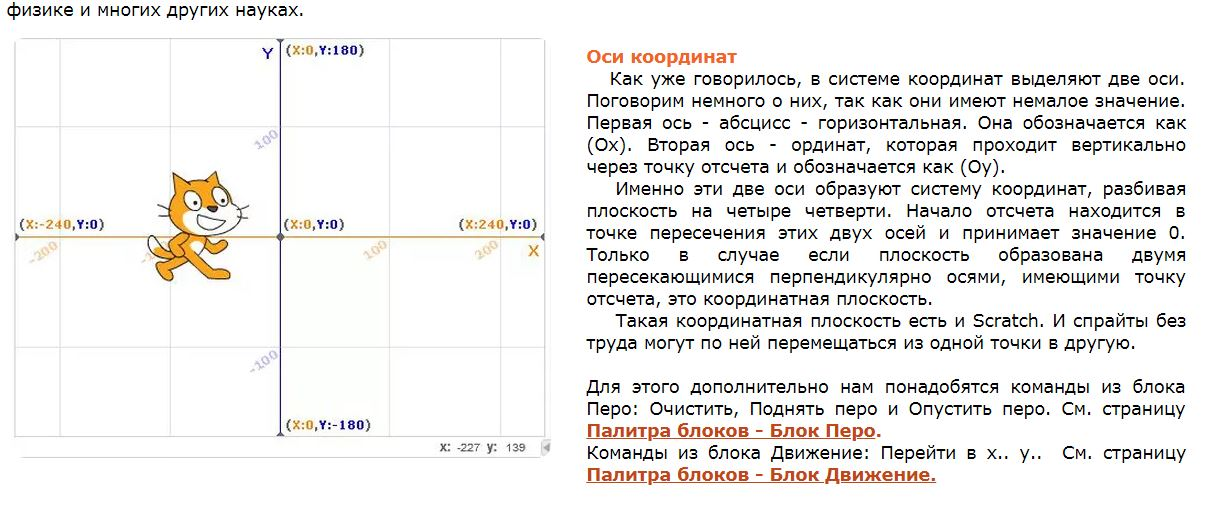 физике и многих других науках.
Y
(X:0,Y:180)
100
(X:-240,Y:0)
(X:0,Y:0)
(X:240,Y:0)
-200
100
200
X
-100
(X:0,Y:-180)
x: -227 y: 139
Оси координат
Как уже говорилось, в системе координат выделяют две оси.
Поговорим немного о них, так как они имеют немалое значение.
Первая ось - абсцисс - горизонтальная. Она обозначается как
(Ox). Вторая ось - ординат, которая проходит вертикально
через точку отсчета и обозначается как (Oy).
Именно эти две оси образуют систему координат, разбивая
плоскость на четыре четверти. Начало отсчета находится в
точке пересечения этих двух осей и принимает значение 0.
Только в случае если плоскость образована двумя
пересекающимися перпендикулярно осями, имеющими точку
отсчета, это координатная плоскость.
Такая координатная плоскость есть и Scratch. И спрайты без
труда могут по ней перемещаться из одной точки в другую.
Для этого дополнительно нам понадобятся команды из блока
Перо: Очистить, Поднять перо и Опустить перо. См. страницу
Палитра блоков - Блок Перо.
Команды из блока Движение: Перейти в x.. y.. См. страницу
Палитра блоков - Блок Движение.